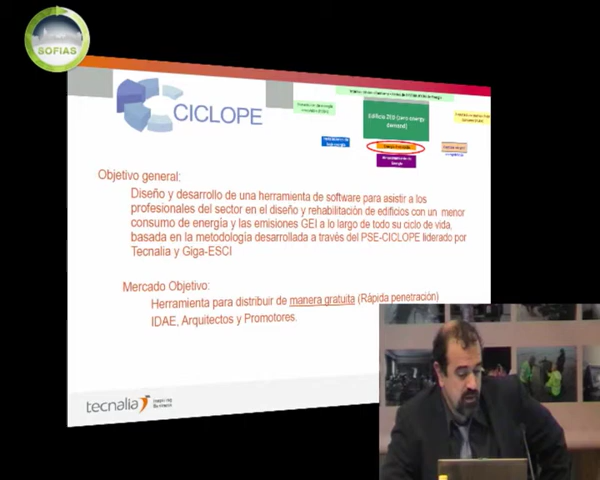 SOFIAS
CICLOPE
Edificio ZED (zero energy
demand)
Objetivo general:
Diseño y desarrollo de una herramienta de software para asistir a los
profesionales del sector en el diseño y rehabilitación de edificios con un menor
consumo de energía y las emisiones GEI a lo largo de todo su ciclo de vida,
basada en la metodología desarrollada a través del PSE-CICLOPE liderado por
Tecnalia y Giga-ESCI
Mercado Objetivo:
Herramienta para distribuir de manera gratuita (Rápida penetración)
IDAE, Arquitectos y Promotores.
tecnalia Inspiring
Business